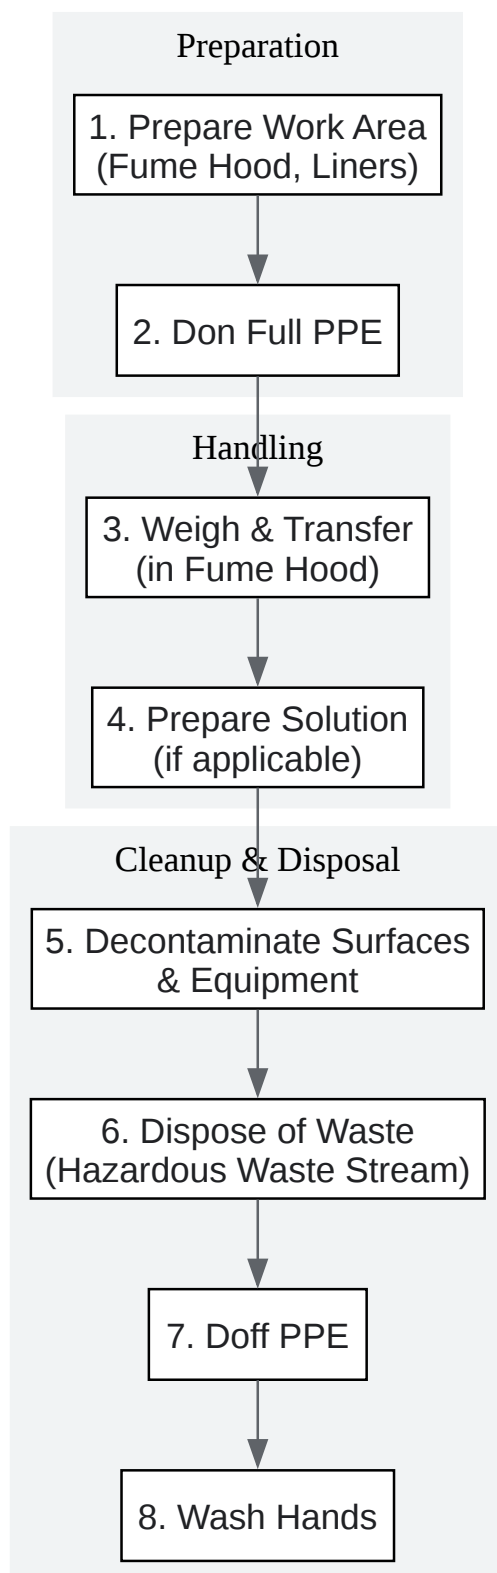 Preparation
1. Prepare Work Area
(Fume Hood, Liners)
2. Don Full PPE
Handling
3. Weigh & Transfer
(in Fume Hood)
4. Prepare Solution
(if applicable)
Cleanup & Disposal
5. Decontaminate Surfaces
& Equipment
6. Dispose of Waste
(Hazardous Waste Stream)
7. Doff PPE
8. Wash Hands